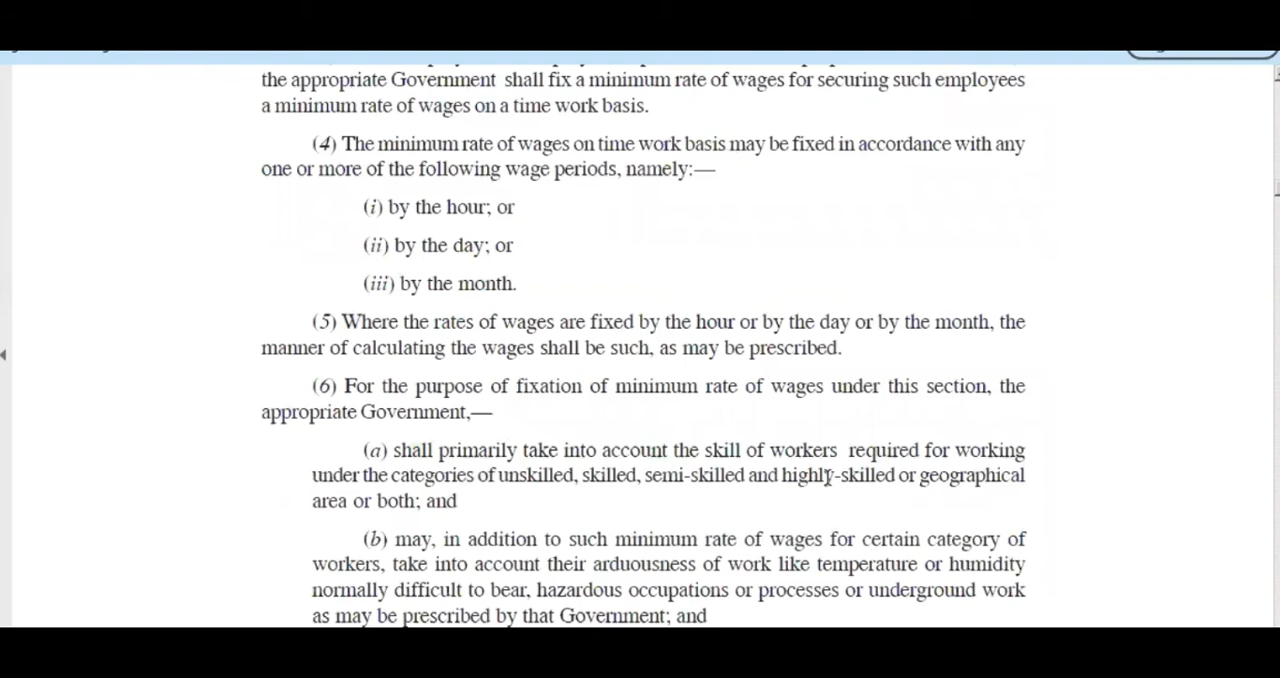 the appropriate Government shall fix a minimum rate of wages for securing such employees
a minimum rate of wages on a time work basis.
(4) The minimum rate of wages on time work basis may be fixed in accordance with any
one or more of the following wage periods, namely:—
(i) by the hour; or
(ii) by the day; or
(iii) by the month.
(5) Where the rates of wages are fixed by the hour or by the day or by the month, the
manner of calculating the wages shall be such, as may be prescribed.
(6) For the purpose of fixation of minimum rate of wages under this section, the
appropriate Government,—
(a) shall primarily take into account the skill of workers required for working
under the categories of unskilled, skilled, semi-skilled and highly-skilled or geographical
area or both; and
(b) may, in addition to such minimum rate of wages for certain category of
workers, take into account their arduousness of work like temperature or humidity
normally difficult to bear, hazardous occupations or processes or underground work
as may be prescribed by that Government; and